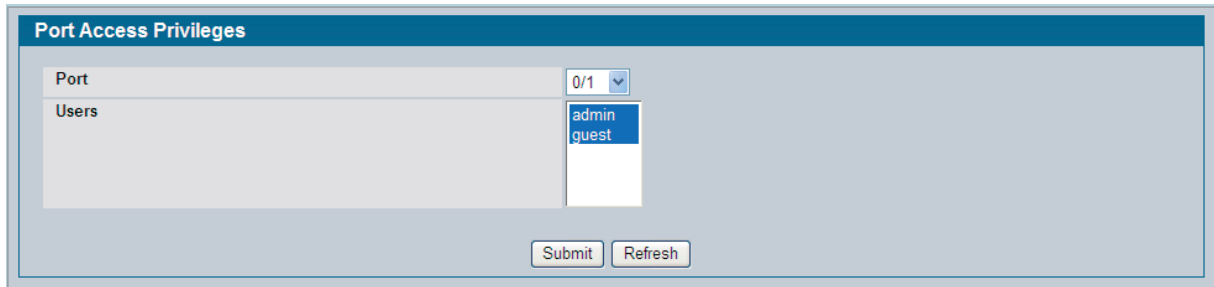 Port Access Privileges
Port 0/1
Users admin
guest
Submit Refresh